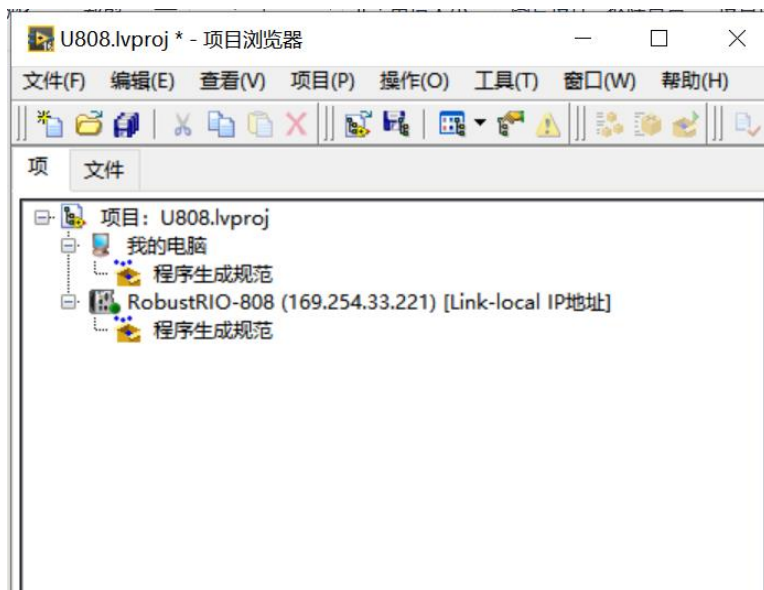 U808.lvproj * - 项目浏览器
文件(F) 编辑(E) 查看(V) 项目(P) 操作(O) 工具(T) 窗口(W) 帮助(H)
项 文件
项目：U808.lvproj
我的电脑
程序生成规范
RobustRIO-808 (169.254.33.221) [Link-local IP地址]
程序生成规范